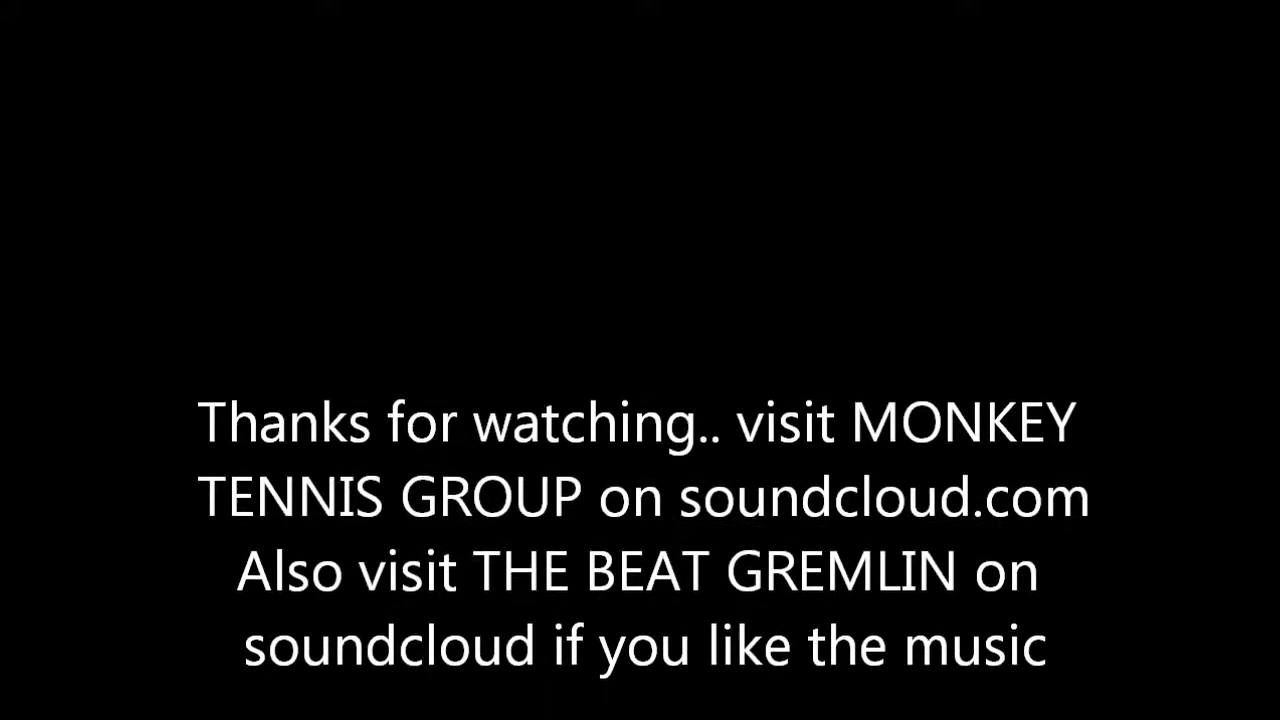 Thanks for watching.. visit MONKEY
TENNIS GROUP on soundcloud.com
Also visit THE BEAT GREMLIN on
soundcloud if you like the music